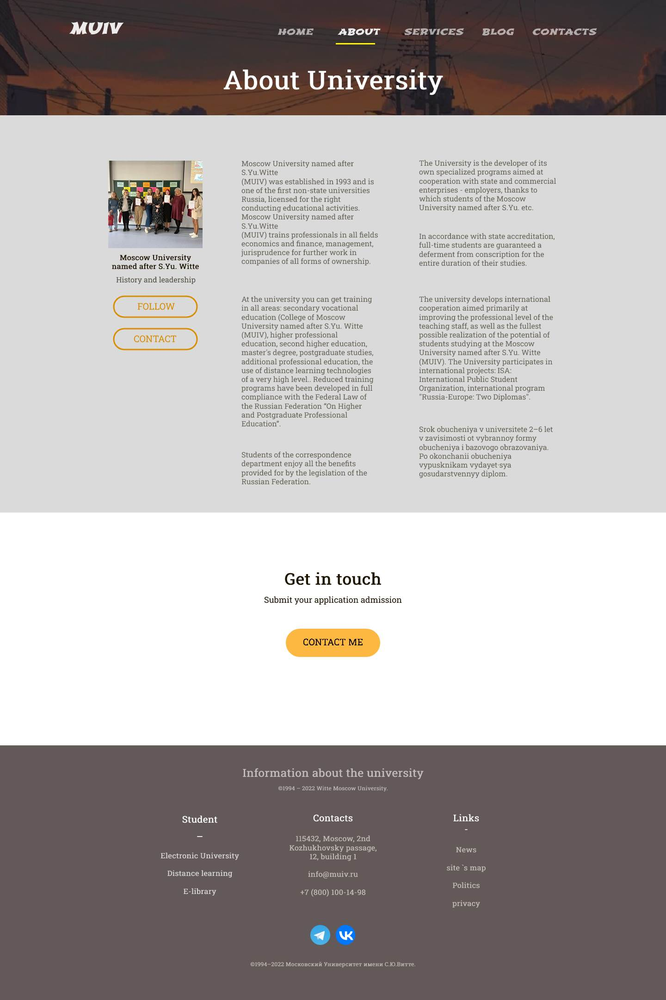 MUIV
HOME ABOUT SERVICES BLOG CONTACTS
About University
Moscow University
named after S.Yu. Witte
History and leadership
FOLLOW
CONTACT
Moscow University named after
S.Yu.Witte
(MUIV) was established in 1993 and is
one of the first non-state universities
Russia, licensed for the right
conducting educational activities.
Moscow University named after
S.Yu.Witte
(MUIV) trains professionals in all fields
economics and finance, management,
jurisprudence for further work in
companies of all forms of ownership.
At the university you can get training
in all areas: secondary vocational
education (College of Moscow
University named after S.Yu. Witte
(MUIV), higher professional
education, second higher education,
master's degree, postgraduate studies,
additional professional education, the
use of distance learning technologies
of a very high level.. Reduced training
programs have been developed in full
compliance with the Federal Law of
the Russian Federation “On Higher
and Postgraduate Professional
Education”.
Students of the correspondence
department enjoy all the benefits
provided for by the legislation of the
Russian Federation.
The University is the developer of its
own specialized programs aimed at
cooperation with state and commercial
enterprises - employers, thanks to
which students of the Moscow
University named after S.Yu. etc.
In accordance with state accreditation,
full-time students are guaranteed a
deferment from conscription for the
entire duration of their studies.
The university develops international
cooperation aimed primarily at
improving the professional level of the
teaching staff, as well as the fullest
possible realization of the potential of
students studying at the Moscow
University named after S.Yu. Witte
(MUIV). The University participates in
international projects: ISA:
International Public Student
Organization, international program
"Russia-Europe: Two Diplomas".
Srok obucheniya v universitete 2–6 let
v zavisimosti ot vybrannoy formy
obucheniya i bazovogo obrazovaniya.
Po okonchanii obucheniya
vypusknikam vydayet·sya
gosudarstvennyy diplom.
Get in touch
Submit your application admission
CONTACT ME
Information about the university
©1994 – 2022 Witte Moscow University.
Student
—
Electronic University
Distance learning
E-library
Contacts
115432, Moscow, 2nd
Kozhukhovsky passage,
12, building 1
info@muiv.ru
+7 (800) 100-14-98
Links
-
News
site `s map
Politics
privacy
©1994–2022 Московский Университет имени С.Ю.Витте.